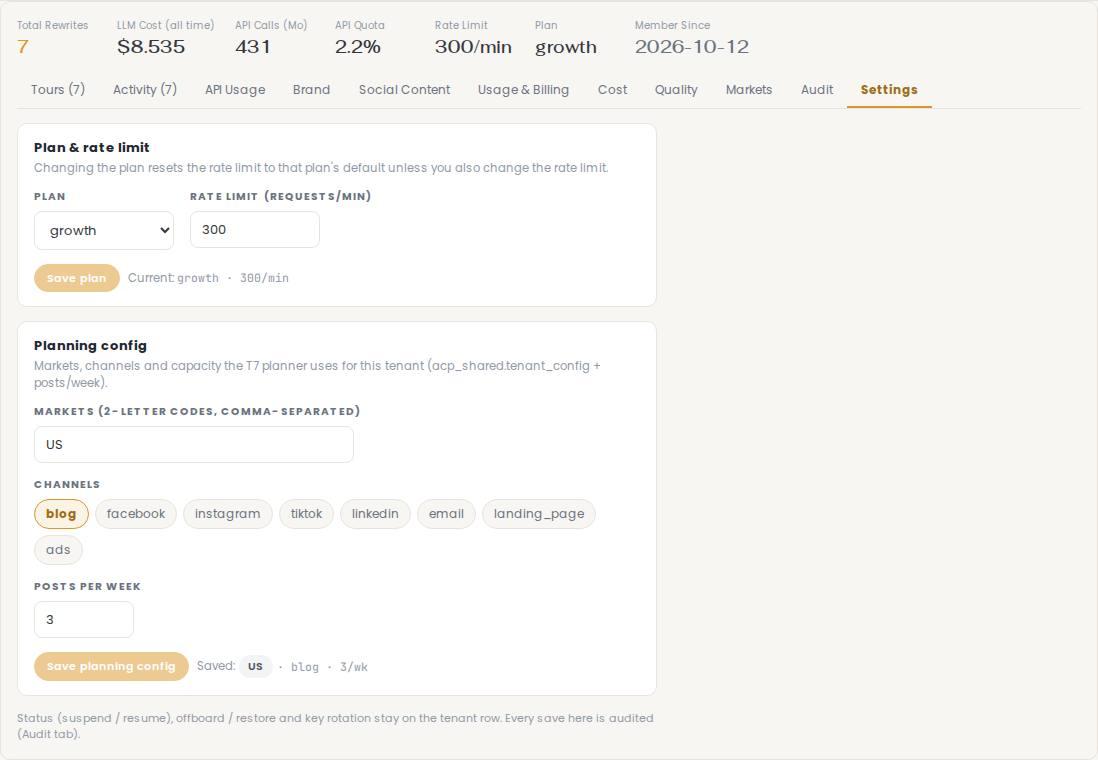 Total Rewrites LLM Cost (all time) API Calls (Mo) API Quota Rate Limit Plan Member Since
7 $8.535 431 2.2% 300/min growth 2026-10-12
Tours (7) Activity (7) API Usage Brand Social Content Usage & Billing Cost Quality Markets Audit Settings
Plan & rate limit
Changing the plan resets the rate limit to that plan's default unless you also change the rate limit.
PLAN RATE LIMIT (REQUESTS/MIN)
growth 300
Save plan Current: growth · 300/min
Planning config
Markets, channels and capacity the T7 planner uses for this tenant (acp_shared.tenant_config +
posts/week).
MARKETS (2-LETTER CODES, COMMA-SEPARATED)
US
CHANNELS
blog facebook instagram tiktok linkedin email landing_page
ads
POSTS PER WEEK
3
Save planning config Saved: US · blog · 3/wk
Status (suspend / resume), offboard / restore and key rotation stay on the tenant row. Every save here is audited
(Audit tab).